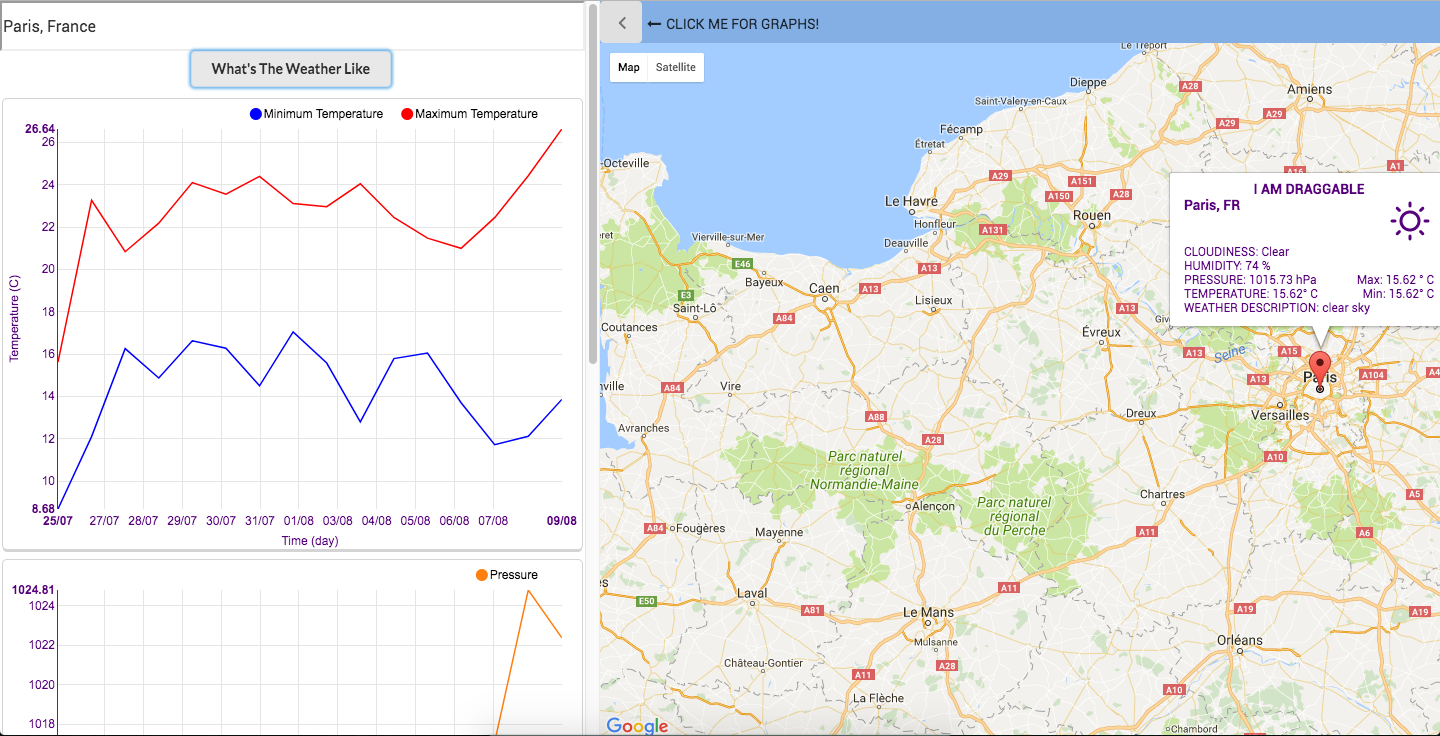 Paris, France
What's The Weather Like
Minimum Temperature
Maximum Temperature
26.64
26
24
22
20
18
16
14
12
10
8.68
Temperature (C)
25/07 27/07 28/07 29/07 30/07 31/07 01/08 03/08 04/08 05/08 06/08 07/08 09/08
Time (day)
Pressure
1024.81
1024
1022
1020
1018
CLICK ME FOR GRAPHS!
Map Satellite
Le Tréport
Dieppe
A28
Amiens
Saint-Valery-en-Caux
A29
A29
Fécamp
Étretat
-Octeville
A1
A16
A29
A151
A150
A28
Le Havre
Rouen
Honfleur
A131
eret
Vierville-sur-Mer
Deauville
E46
A13
Bayeux
Caen
A13
E3
Lisieux
Saint-Lô
A84
A13
Coutances
Évreux
Giv
I AM DRAGGABLE
Paris, FR
CLOUDINESS: Clear
HUMIDITY: 74 %
PRESSURE: 1015.73 hPa Max: 15.62 ° C
TEMPERATURE: 15.62° C Min: 15.62° C
WEATHER DESCRIPTION: clear sky
A13
Seine
A15
Paris
A104
A4
A13
nville
A84
Vire
Versailles
Dreux
A88
Avranches
A28
A10
Parc naturel
régional
Normandie-Maine
Parc naturel
régional
du Perche
Chartres
A5
Alençon
A84
Fougères
Mayenne
A11
A6
es
A11
E50
Laval
A81
Le Mans
A19
A19
Mulsanne
Orléans
Château-Gontier
A28
A11
A10
La Flèche
Chambord
Google